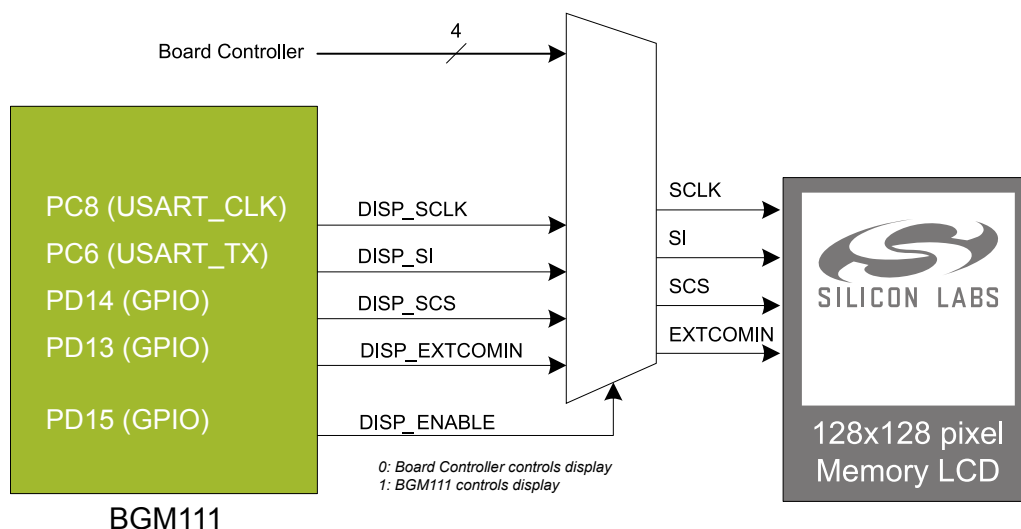 4
Board Controller
PC8 (USART_CLK)
PC6 (USART_TX)
PD14 (GPIO)
PD13 (GPIO)
PD15 (GPIO)
BGM111
DISP_SCLK
DISP_SI
DISP_SCS
DISP_EXTCOMIN
DISP_ENABLE
0: Board Controller controls display
1: BGM111 controls display
SCLK
SI
SCS
EXTCOMIN
SILICON LABS
128x128 pixel
Memory LCD